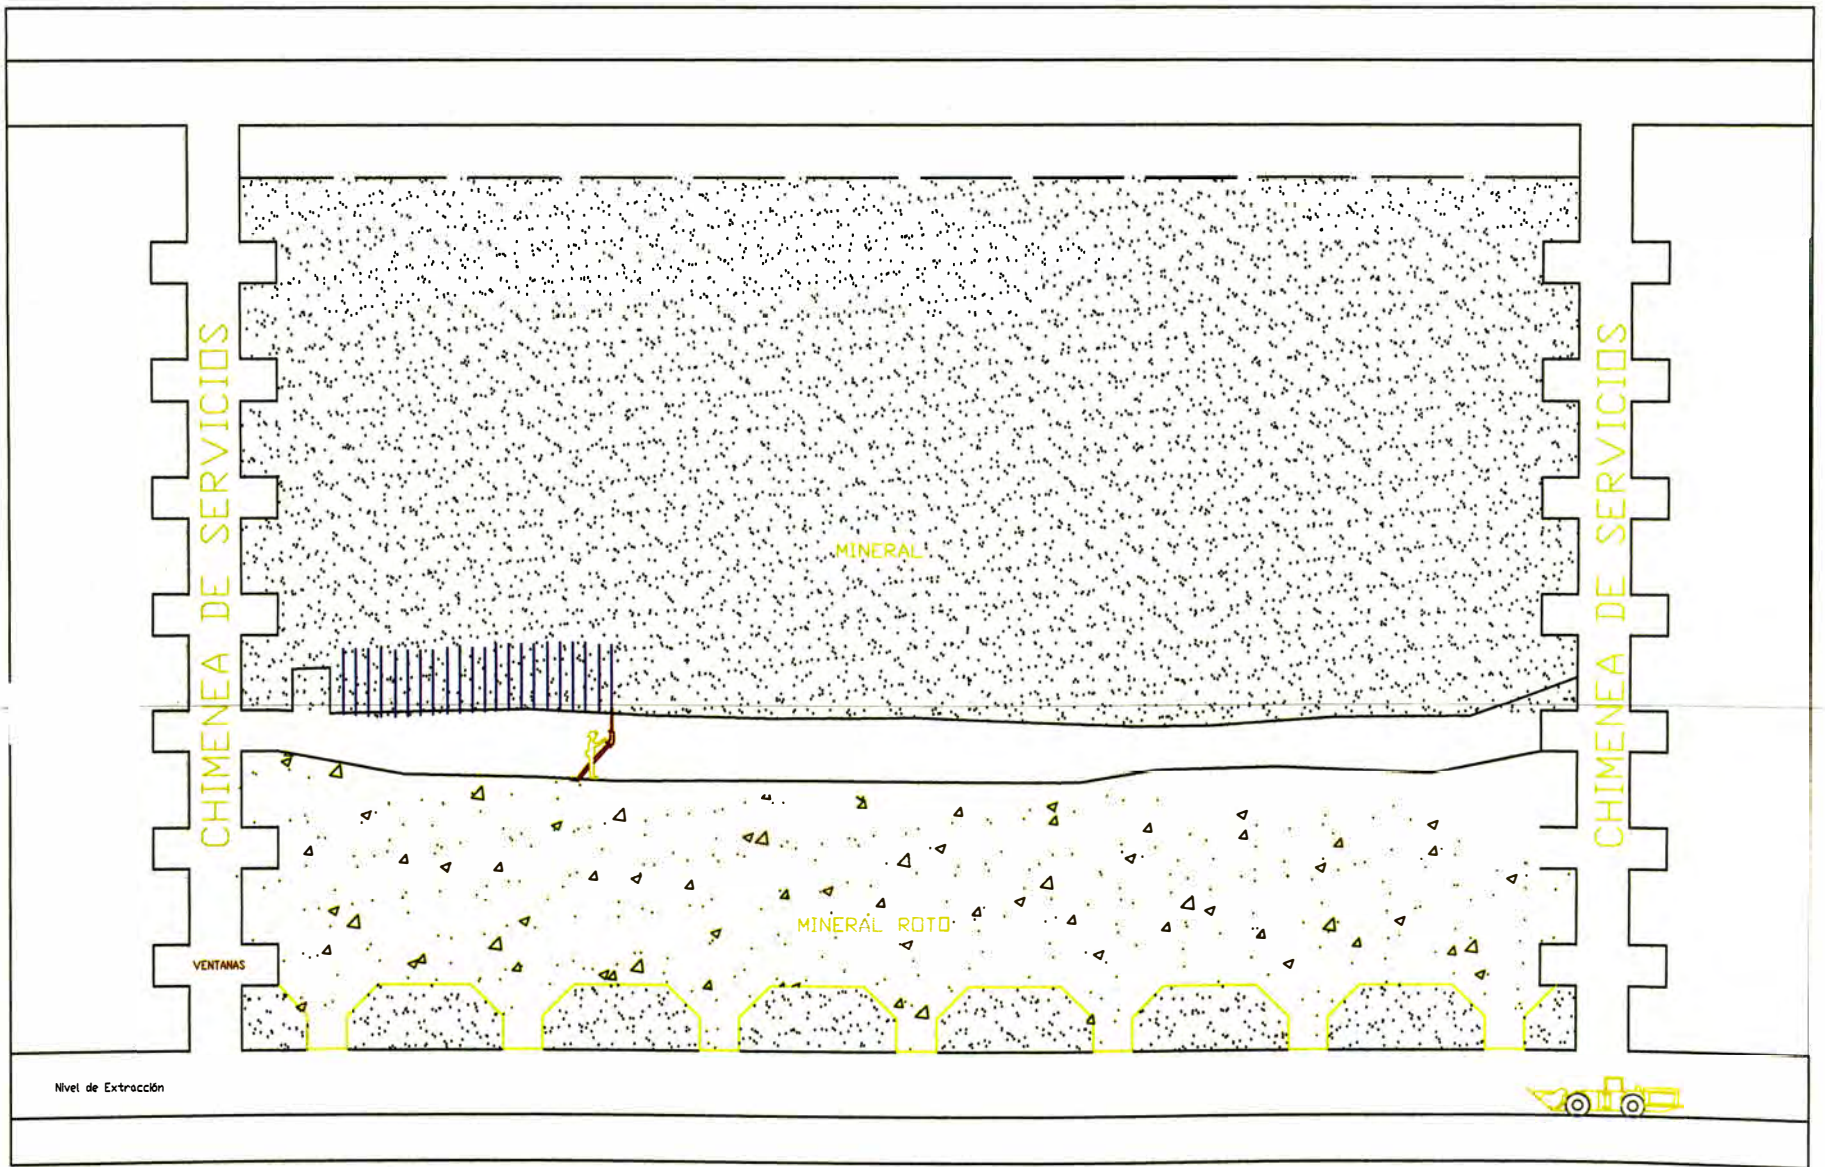 CHIMENEA DE SERVICIOS
CHIMENEA DE SERVICIOS
MINERAL
MINERAL ROTO
VENTANAS
Nivel de Extracción